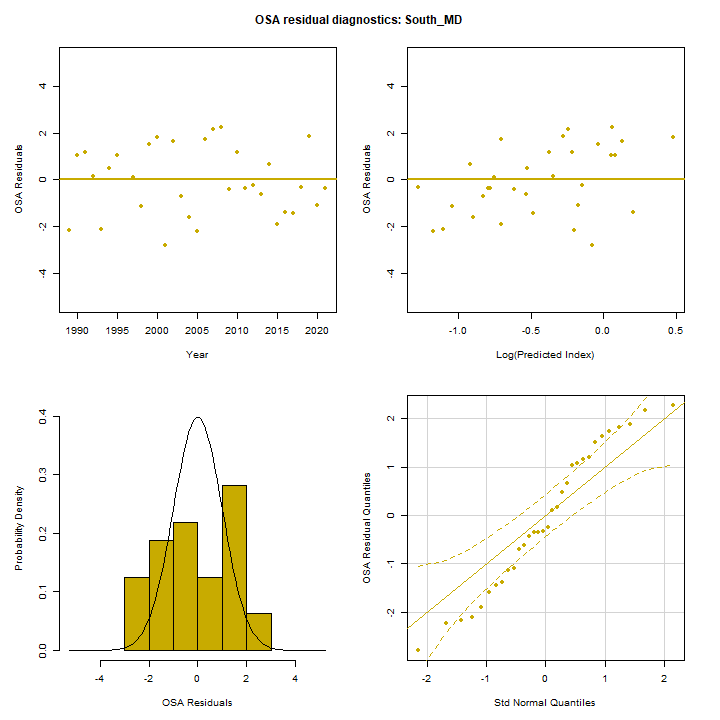 OSA residual diagnostics: South_MD
OSA Residuals
4
2
0
-2
-4
1990 1995 2000 2005 2010 2015 2020
Year
OSA Residuals
4
2
0
-2
-4
-1.0 -0.5 0.0 0.5
Log(Predicted Index)
Probability Density
0.4
0.3
0.2
0.1
0.0
-4 -2 0 2 4
OSA Residuals
OSA Residual Quantiles
2
1
0
-1
-2
-2 -1 0 1 2
Std Normal Quantiles